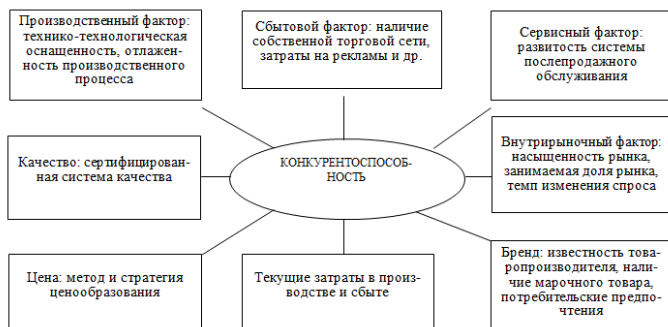 Производственный фактор:
технико-технологическая
оснащенность, отлажен-
ность производственного
процесса
Сбытовой фактор: наличие
собственной торговой сети,
затраты на рекламы и др.
Сервисный фактор:
развитость системы
послепродажного
обслуживания
Качество: сертифицирован-
ная система качества
КОНКУРЕНТОСПОСОБ-
НОСТЬ
Внутрирыночный фактор:
насыщенность рынка,
занимаемая доля рынка,
темп изменения спроса
Цена: метод и стратегия
ценообразования
Текущие затраты в произ-
водстве и сбыте
Бренд: известность това-
ропроизводителя, нали-
чие марочного товара,
потребительские предпо-
чтения